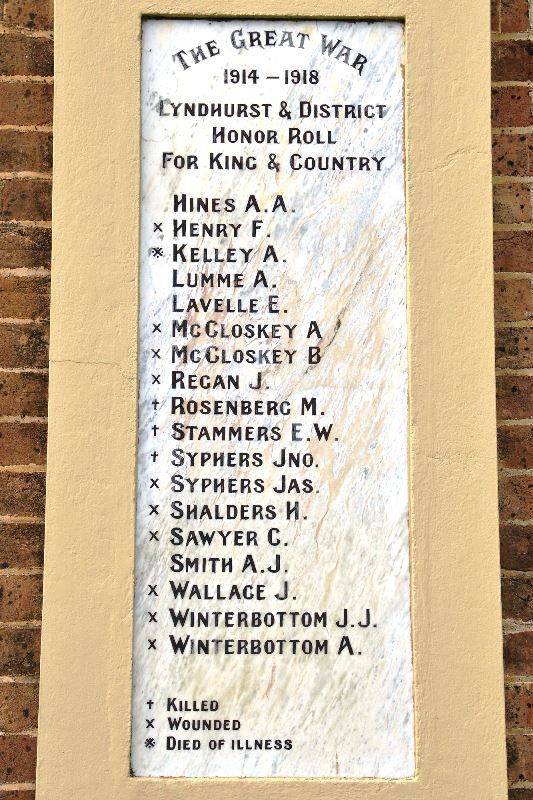 THE GREAT WAR
1914 – 1918
LYNDHURST & DISTRICT
HONOR ROLL
FOR KING & COUNTRY
HINES A.A.
× HENRY F.
※ KELLEY A.
LUMME A.
LAVELLE E.
× MCCLOSKEY A
× MCCLOSKEY B
× REGAN J.
† ROSENBERG M.
† STAMMERS E.W.
† SYPHERS JNO.
× SYPHERS JAS.
× SHALDERS H.
× SAWYER C.
SMITH A.J.
× WALLACE J.
× WINTERBOTTOM J.J.
× WINTERBOTTOM A.
† KILLED
× WOUNDED
※ DIED OF ILLNESS